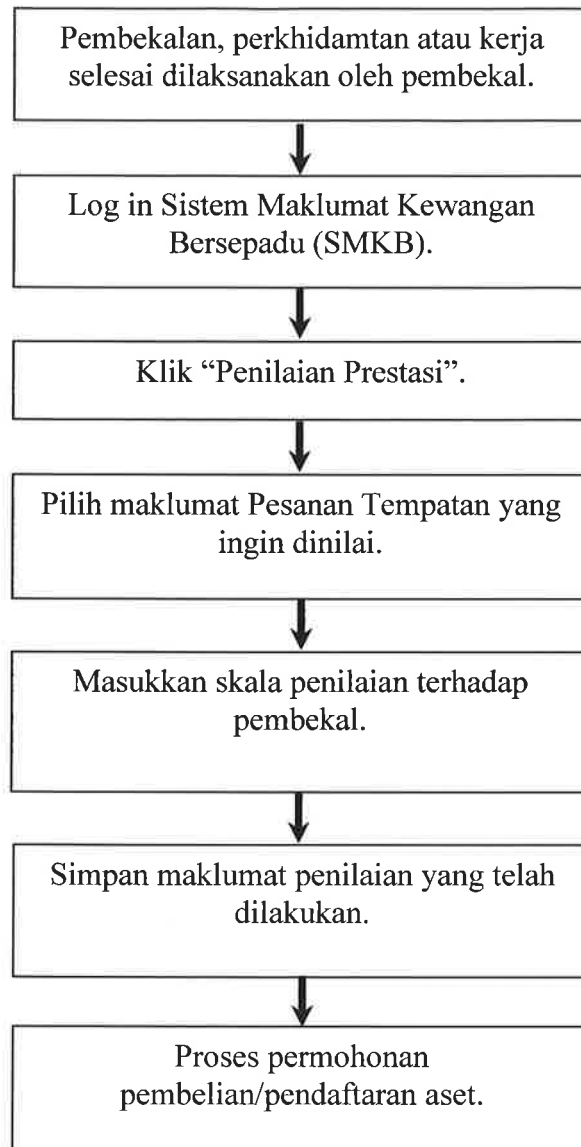 Pembekalan, perkhidamtan atau kerja
selesai dilaksanakan oleh pembekal.
Log in Sistem Maklumat Kewangan
Bersepadu (SMKB).
Klik “Penilaian Prestasi”.
Pilih maklumat Pesanan Tempatan yang
ingin dinilai.
Masukkan skala penilaian terhadap
pembekal.
Simpan maklumat penilaian yang telah
dilakukan.
Proses permohonan
pembelian/pendaftaran aset.